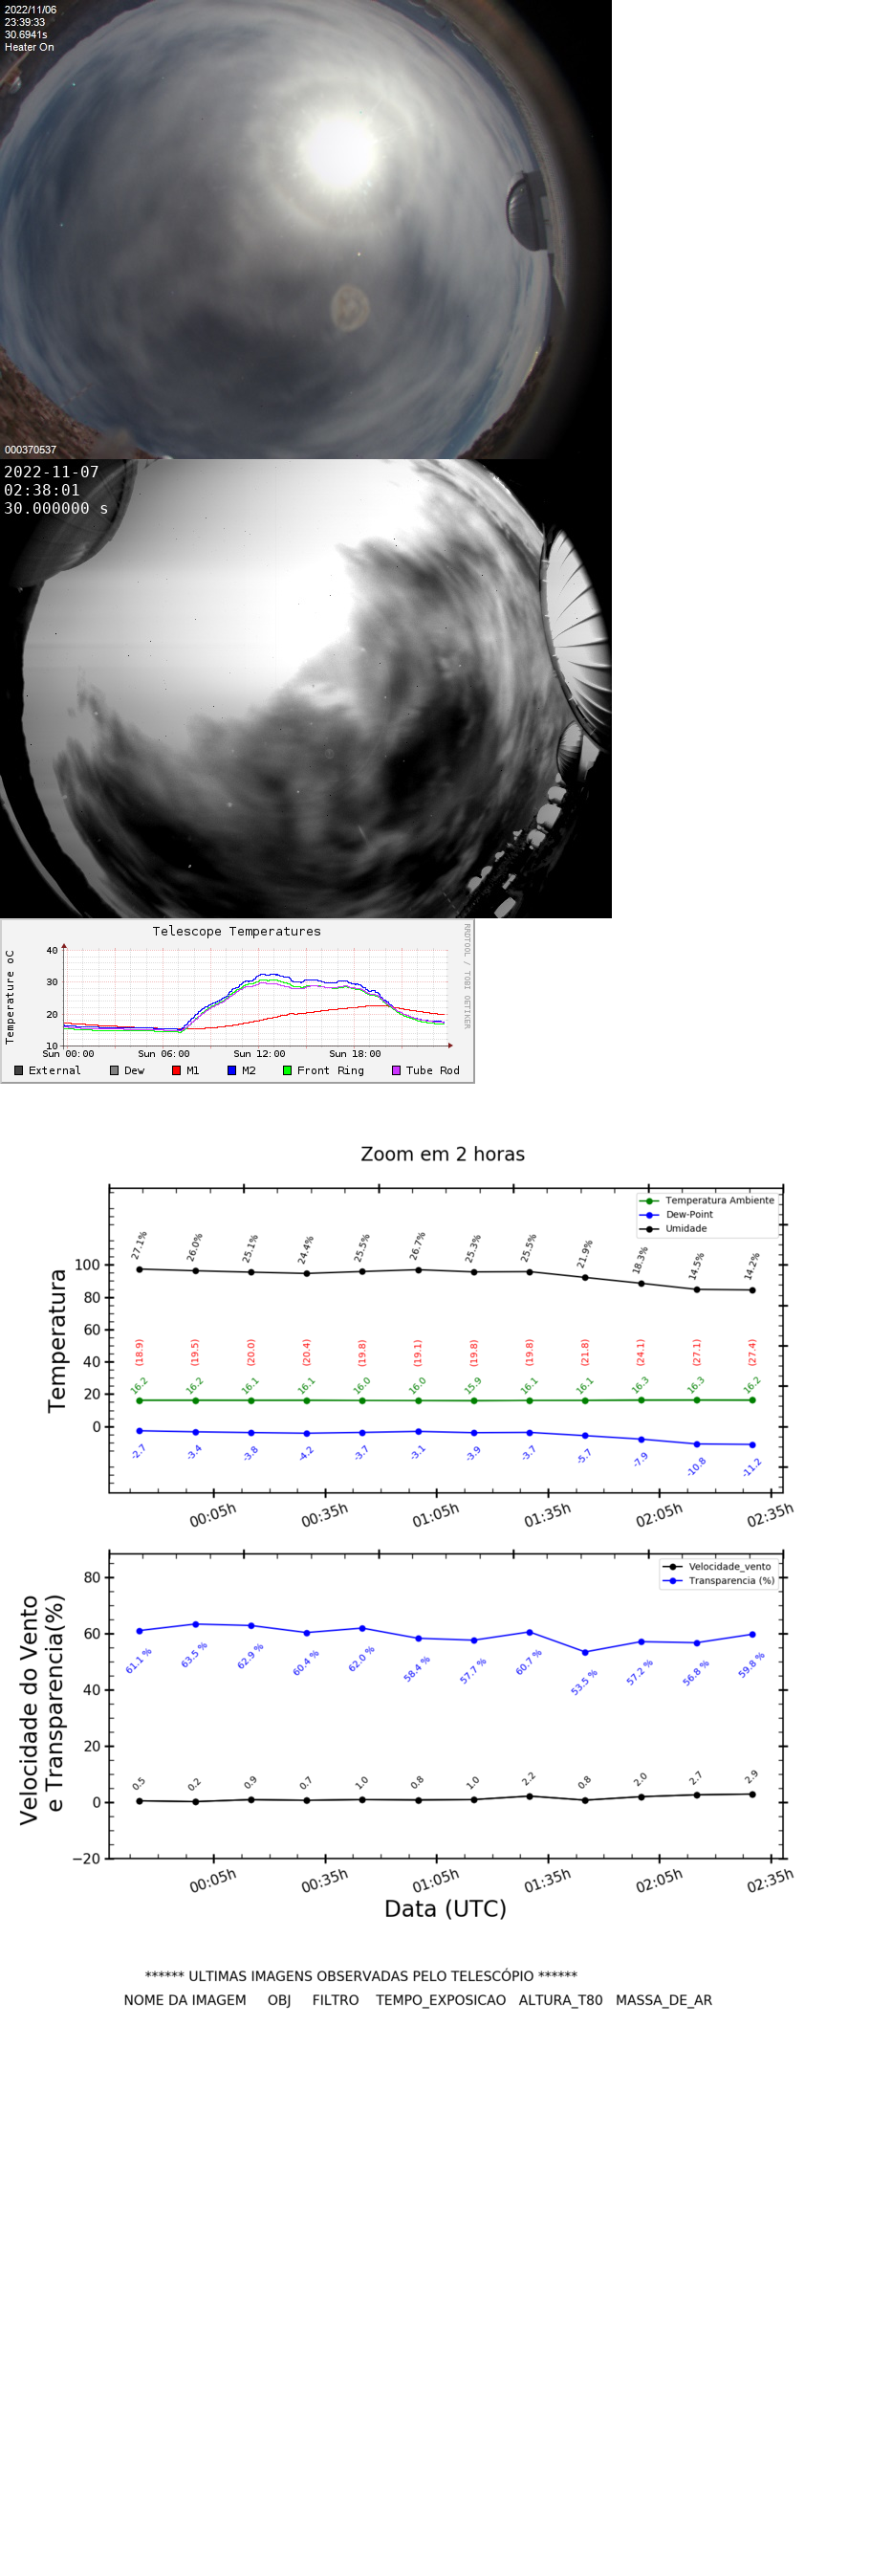 2022/11/06
23:39:33
30.6941s
Heater On
000370537
2022-11-07
02:38:01
30.000000 s
Telescope Temperatures
RRDTOOL / TOBI OETIKER
Temperature oC
40
30
20
10
Sun 00:00 Sun 06:00 Sun 12:00 Sun 18:00
External Dew M1 M2 Front Ring Tube Rod
Zoom em 2 horas
Temperatura Ambiente
Dew-Point
Umidade
Temperatura
100
80
60
40
20
0
27.1% 26.0% 25.1% 24.4% 25.5% 26.7% 25.3% 25.5% 21.9% 18.3% 14.5% 14.2%
(18.9) (19.5) (20.0) (20.4) (19.8) (19.1) (19.8) (19.8) (21.8) (24.1) (27.1) (27.4)
16.2 16.2 16.1 16.1 16.0 16.0 15.9 16.1 16.1 16.3 16.3 16.2
-2.7 -3.4 -3.8 -4.2 -3.7 -3.1 -3.9 -3.7 -5.7 -7.9 -10.8 -11.2
00:05h 00:35h 01:05h 01:35h 02:05h 02:35h
Velocidade_vento
Transparencia (%)
Velocidade do Vento
e Transparencia(%)
80
60
40
20
0
−20
61.1 % 63.5 % 62.9 % 60.4 % 62.0 % 58.4 % 57.7 % 60.7 % 53.5 % 57.2 % 56.8 % 59.8 %
0.5 0.2 0.9 0.7 1.0 0.8 1.0 2.2 0.8 2.0 2.7 2.9
00:05h 00:35h 01:05h 01:35h 02:05h 02:35h
Data (UTC)
****** ULTIMAS IMAGENS OBSERVADAS PELO TELESCÓPIO ******
NOME DA IMAGEM OBJ FILTRO TEMPO_EXPOSICAO ALTURA_T80 MASSA_DE_AR